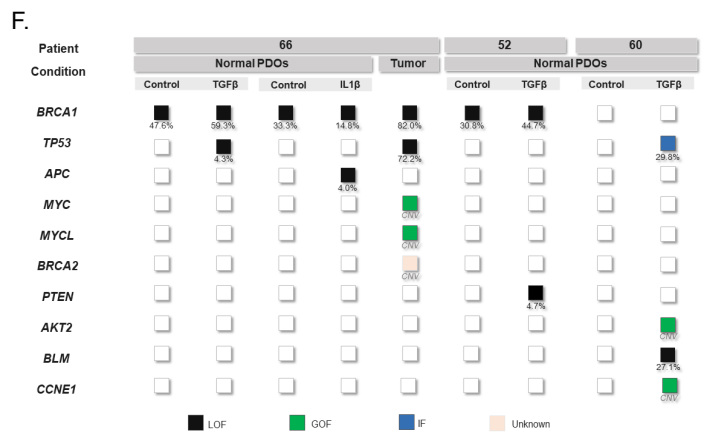 F.
Patient 66 52 60
Condition Normal PDOs Tumor Normal PDOs
Control TGFβ Control IL1β Control TGFβ Control TGFβ
BRCA1
47.6% 59.3% 33.3% 14.8% 82.0% 30.8% 44.7%
TP53
4.3% 72.2% 29.8%
APC
4.0%
MYC
CNV
MYCL
CNV
BRCA2
CNV
PTEN
4.7%
AKT2
CNV
BLM
27.1%
CCNE1
CNV
LOF GOF IF Unknown